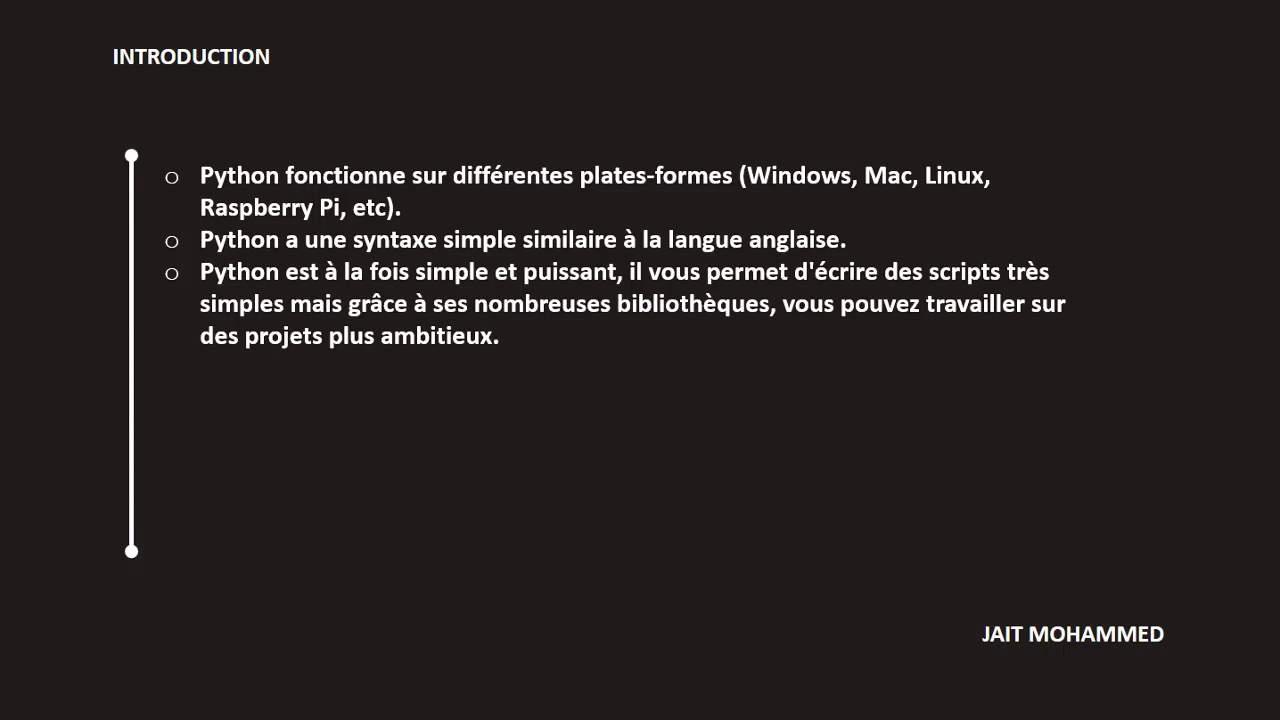 INTRODUCTION
o Python fonctionne sur différentes plates-formes (Windows, Mac, Linux,
Raspberry Pi, etc).
o Python a une syntaxe simple similaire à la langue anglaise.
o Python est à la fois simple et puissant, il vous permet d'écrire des scripts très
simples mais grâce à ses nombreuses bibliothèques, vous pouvez travailler sur
des projets plus ambitieux.
JAIT MOHAMMED